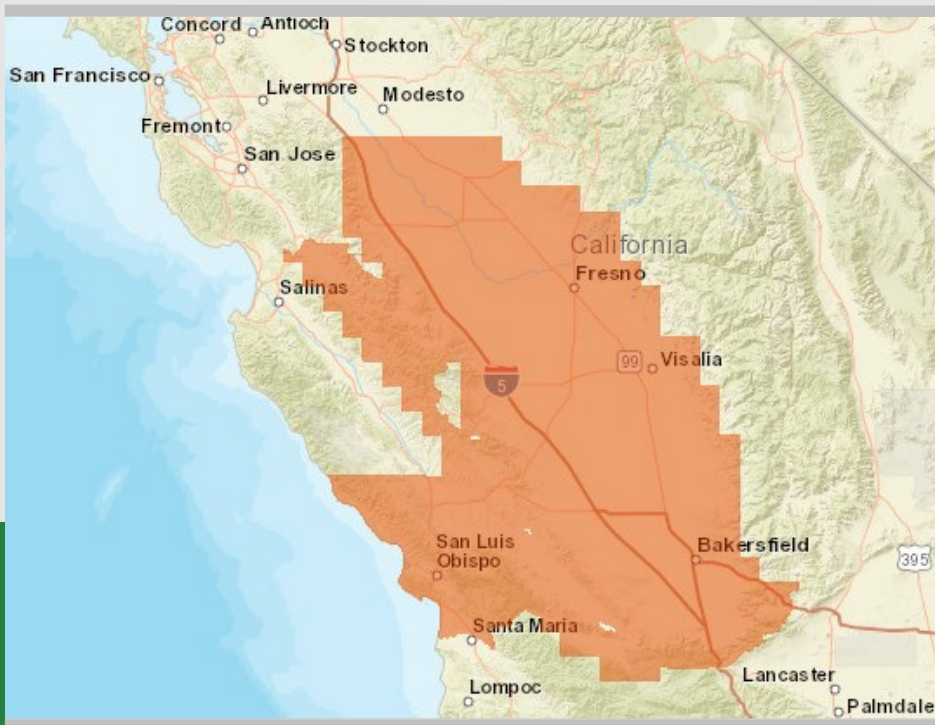 Concord
Antioch
Stockton
San Francisco
Livermore
Modesto
Fremont
San Jose
California
Fresno
Salinas
99
Visalia
5
San Luis
Obispo
Bakersfield
395
Santa Maria
Lancaster
Lompoc
Palmdale